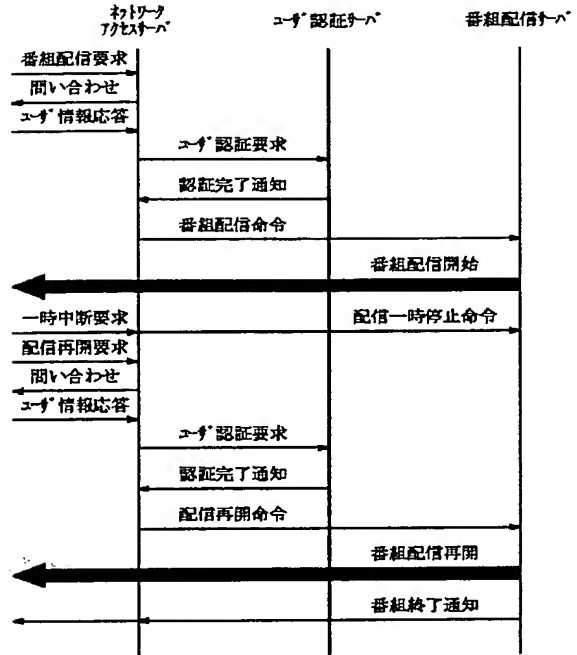 ネットワーク
アクセスサーバ
ユーザ認証サーバ
番組配信サーバ
番組配信要求
問い合わせ
ユーザ情報応答
ユーザ認証要求
認証完了通知
番組配信命令
番組配信開始
一時中断要求
配信一時停止命令
配信再開要求
問い合わせ
ユーザ情報応答
ユーザ認証要求
認証完了通知
配信再開命令
番組配信再開
番組終了通知